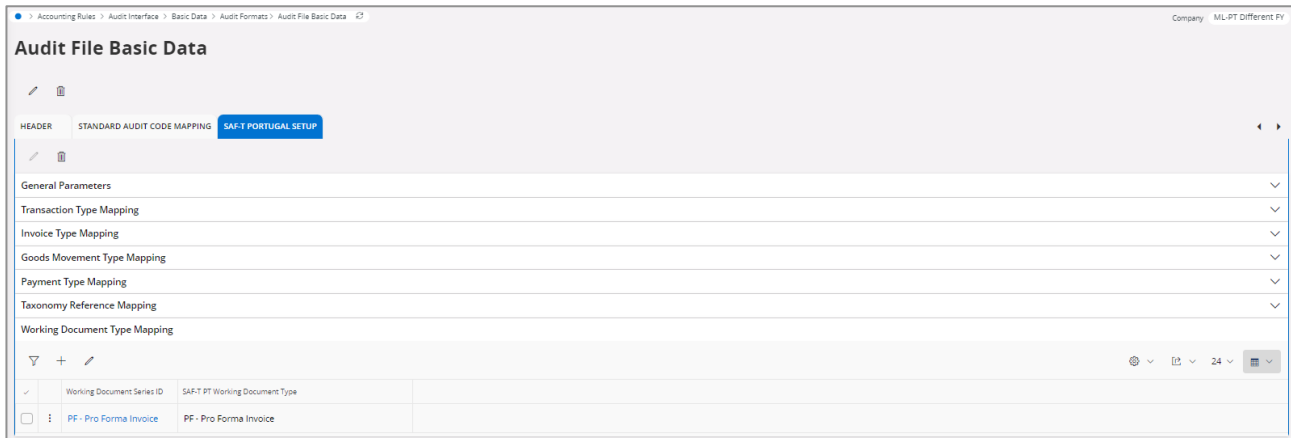 > Accounting Rules > Audit Interface > Basic Data > Audit Formats > Audit File Basic Data
Company ML-PT Different FY
Audit File Basic Data
HEADER STANDARD AUDIT CODE MAPPING SAF-T PORTUGAL SETUP
General Parameters
Transaction Type Mapping
Invoice Type Mapping
Goods Movement Type Mapping
Payment Type Mapping
Taxonomy Reference Mapping
Working Document Type Mapping
24
Working Document Series ID SAF-T PT Working Document Type
PF - Pro Forma Invoice PF - Pro Forma Invoice